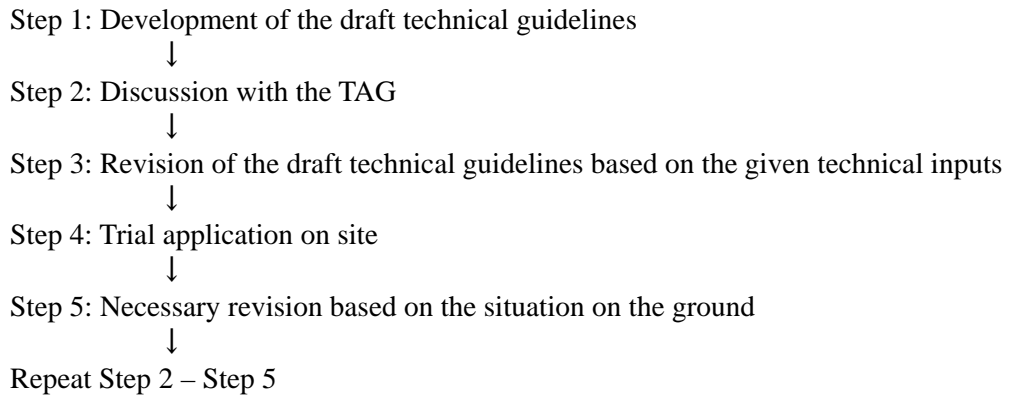 Step 1: Development of the draft technical guidelines
↓
Step 2: Discussion with the TAG
↓
Step 3: Revision of the draft technical guidelines based on the given technical inputs
↓
Step 4: Trial application on site
↓
Step 5: Necessary revision based on the situation on the ground
↓
Repeat Step 2 – Step 5